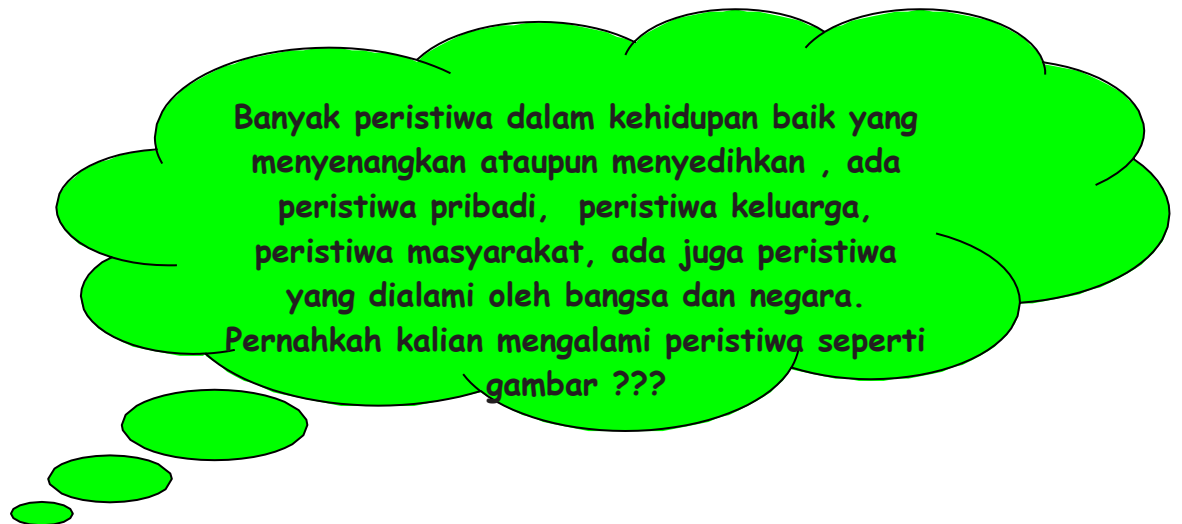 Banyak peristiwa dalam kehidupan baik yang
menyenangkan ataupun menyedihkan , ada
peristiwa pribadi, peristiwa keluarga,
peristiwa masyarakat, ada juga peristiwa
yang dialami oleh bangsa dan negara.
Pernahkah kalian mengalami peristiwa seperti
gambar ???